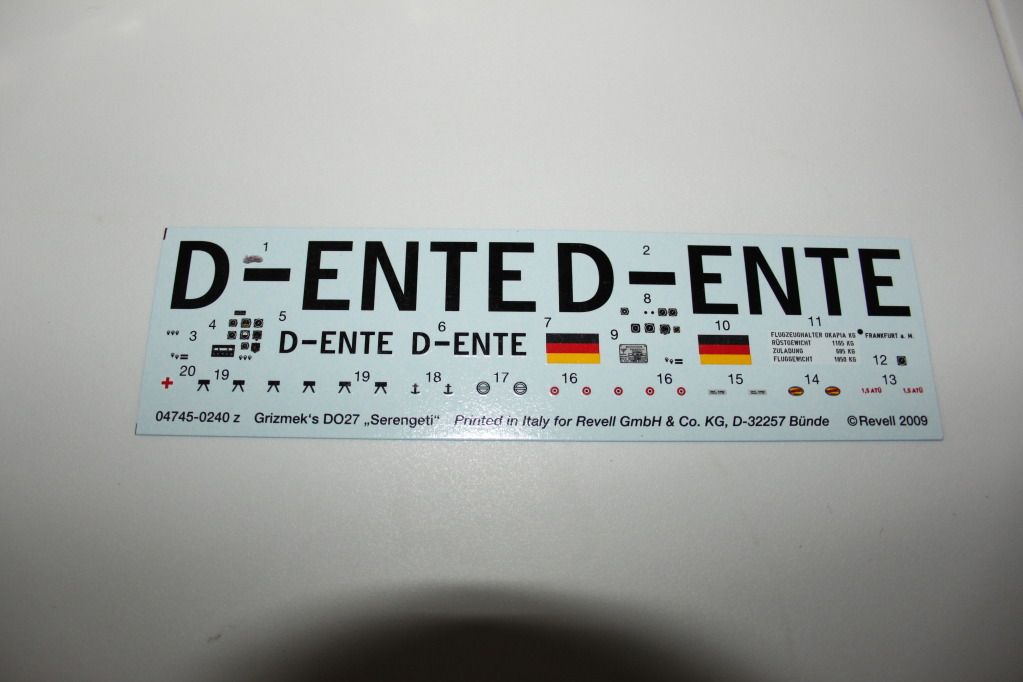 1
2
D-ENTE D-ENTE
3
4
5
6
7
8
9
10
11
D-ENTE D-ENTE
FLUGZEUGHALTER OKAPIA KG FRANKFURT a. M.
RÜSTGEWICHT 1165 KG
ZULADUNG 685 KG
FLUGGEWICHT 1850 KG
12
20 19 19 18 17 16 16 15 14 13
1,5 ATÜ 1,5 ATÜ
04745-0240 z Grizmek's DO27 „Serengeti“ Printed in Italy for Revell GmbH & Co. KG, D-32257 Bünde ©Revell 2009